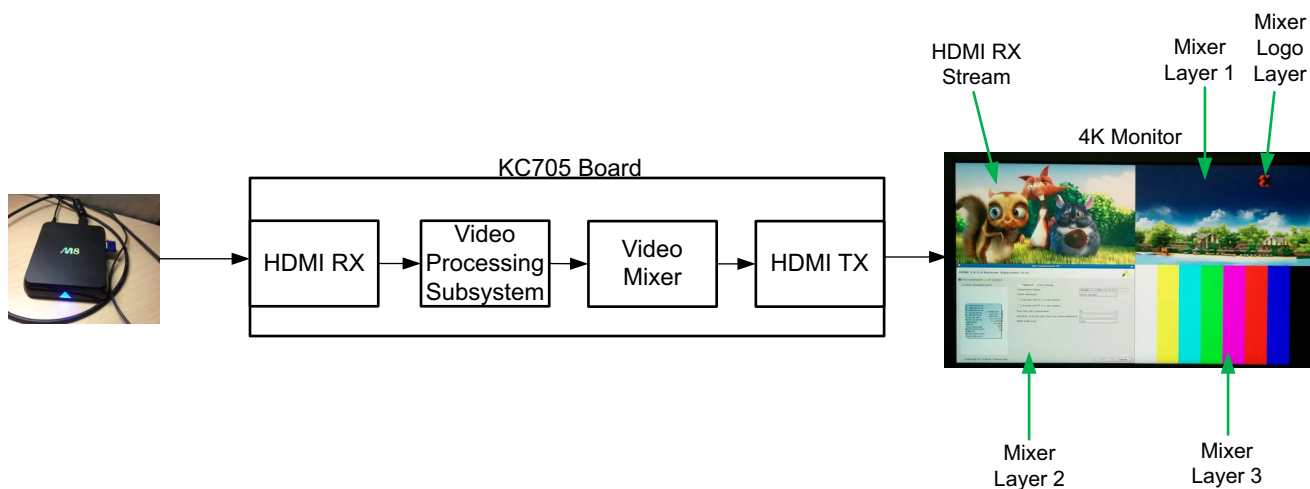 HDMI RX
Stream
Mixer
Layer 1
Mixer
Logo
Layer
4K Monitor
KC705 Board
M8
HDMI RX
Video
Processing
Subsystem
Video
Mixer
HDMI TX
Mixer
Layer 2
Mixer
Layer 3